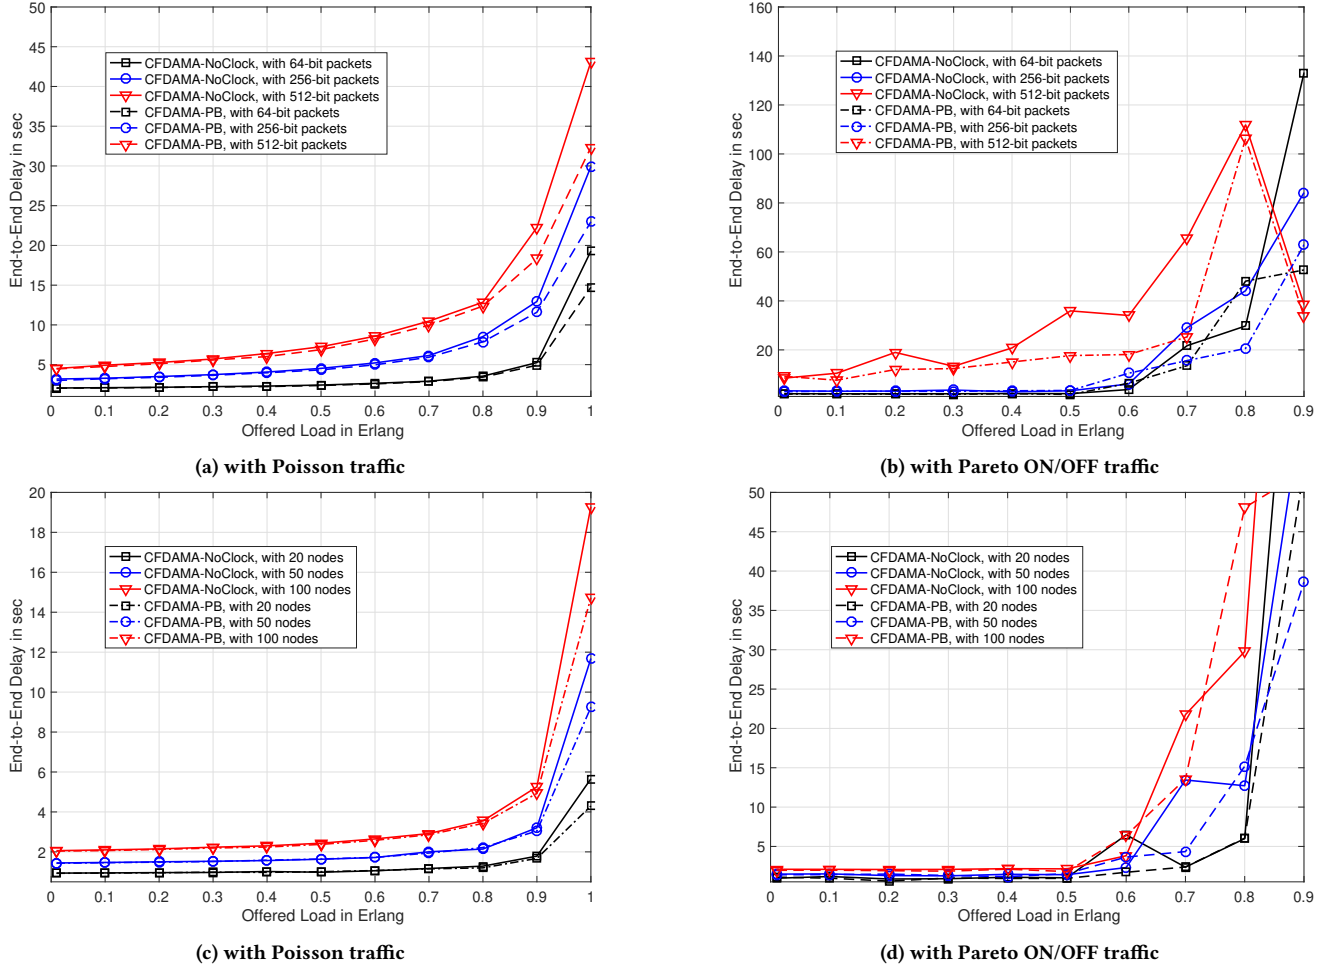 50
45
40
35
30
25
20
15
10
5
End-to-End Delay in sec
CFDAMA-NoClock, with 64-bit packets
CFDAMA-NoClock, with 256-bit packets
CFDAMA-NoClock, with 512-bit packets
CFDAMA-PB, with 64-bit packets
CFDAMA-PB, with 256-bit packets
CFDAMA-PB, with 512-bit packets
0 0.1 0.2 0.3 0.4 0.5 0.6 0.7 0.8 0.9 1
Offered Load in Erlang
(a) with Poisson traffic
160
140
120
100
80
60
40
20
End-to-End Delay in sec
CFDAMA-NoClock, with 64-bit packets
CFDAMA-NoClock, with 256-bit packets
CFDAMA-NoClock, with 512-bit packets
CFDAMA-PB, with 64-bit packets
CFDAMA-PB, with 256-bit packets
CFDAMA-PB, with 512-bit packets
0 0.1 0.2 0.3 0.4 0.5 0.6 0.7 0.8 0.9
Offered Load in Erlang
(b) with Pareto ON/OFF traffic
20
18
16
14
12
10
8
6
4
2
End-to-End Delay in sec
CFDAMA-NoClock, with 20 nodes
CFDAMA-NoClock, with 50 nodes
CFDAMA-NoClock, with 100 nodes
CFDAMA-PB, with 20 nodes
CFDAMA-PB, with 50 nodes
CFDAMA-PB, with 100 nodes
0 0.1 0.2 0.3 0.4 0.5 0.6 0.7 0.8 0.9 1
Offered Load in Erlang
(c) with Poisson traffic
50
45
40
35
30
25
20
15
10
5
End-to-End Delay in sec
CFDAMA-NoClock, with 20 nodes
CFDAMA-NoClock, with 50 nodes
CFDAMA-NoClock, with 100 nodes
CFDAMA-PB, with 20 nodes
CFDAMA-PB, with 50 nodes
CFDAMA-PB, with 100 nodes
0 0.1 0.2 0.3 0.4 0.5 0.6 0.7 0.8 0.9
Offered Load in Erlang
(d) with Pareto ON/OFF traffic